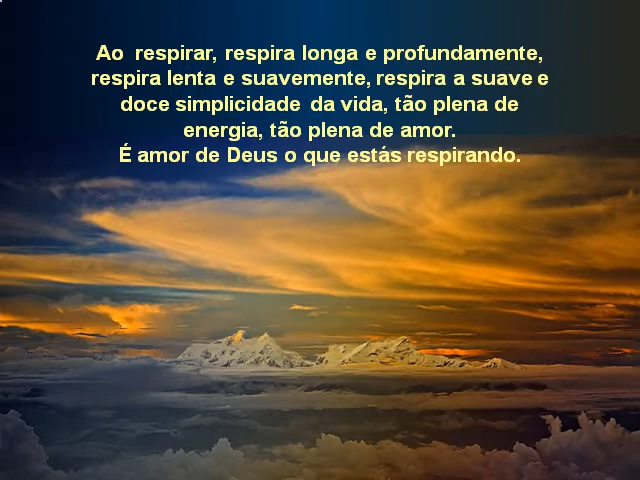 Ao respirar, respira longa e profundamente,
respira lenta e suavemente, respira a suave e
doce simplicidade da vida, tão plena de
energia, tão plena de amor.
É amor de Deus o que estás respirando.